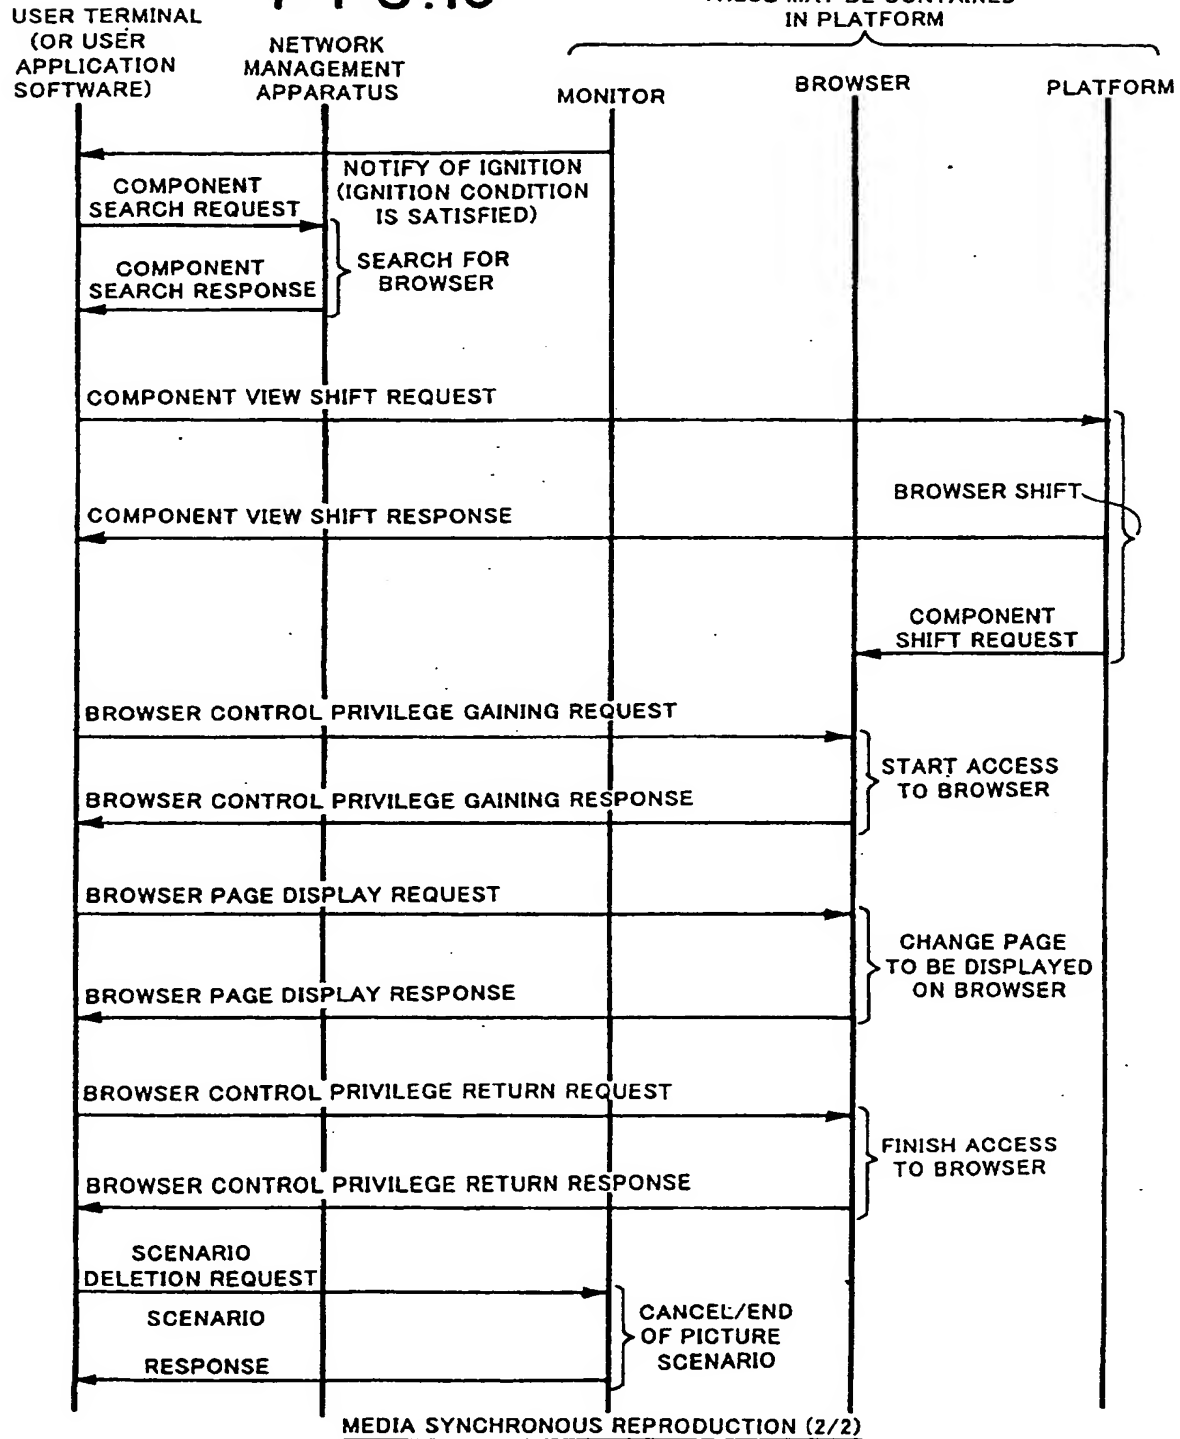 USER TERMINAL
(OR USER
APPLICATION
SOFTWARE)
NETWORK
MANAGEMENT
APPARATUS
IN PLATFORM
MONITOR
BROWSER
PLATFORM
NOTIFY OF IGNITION
(IGNITION CONDITION
IS SATISFIED)
COMPONENT
SEARCH REQUEST
SEARCH FOR
BROWSER
COMPONENT
SEARCH RESPONSE
COMPONENT VIEW SHIFT REQUEST
BROWSER SHIFT
COMPONENT VIEW SHIFT RESPONSE
COMPONENT
SHIFT REQUEST
BROWSER CONTROL PRIVILEGE GAINING REQUEST
START ACCESS
TO BROWSER
BROWSER CONTROL PRIVILEGE GAINING RESPONSE
BROWSER PAGE DISPLAY REQUEST
CHANGE PAGE
TO BE DISPLAYED
ON BROWSER
BROWSER PAGE DISPLAY RESPONSE
BROWSER CONTROL PRIVILEGE RETURN REQUEST
FINISH ACCESS
TO BROWSER
BROWSER CONTROL PRIVILEGE RETURN RESPONSE
SCENARIO
DELETION REQUEST
SCENARIO
RESPONSE
CANCEL/END
OF PICTURE
SCENARIO
MEDIA SYNCHRONOUS REPRODUCTION (2/2)